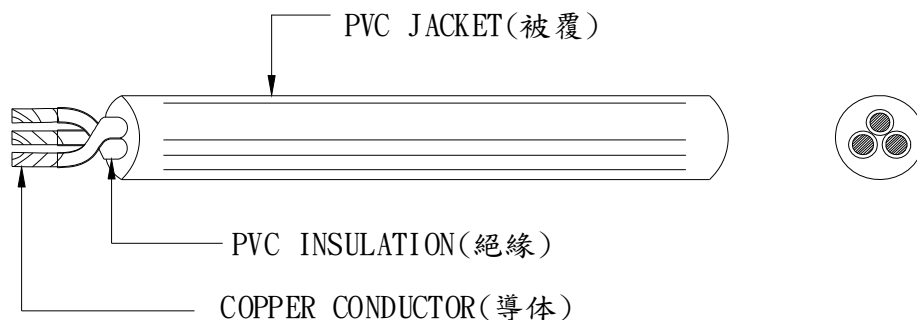 PVC JACKET(被覆)
PVC INSULATION(絕緣)
COPPER CONDUCTOR(導体)